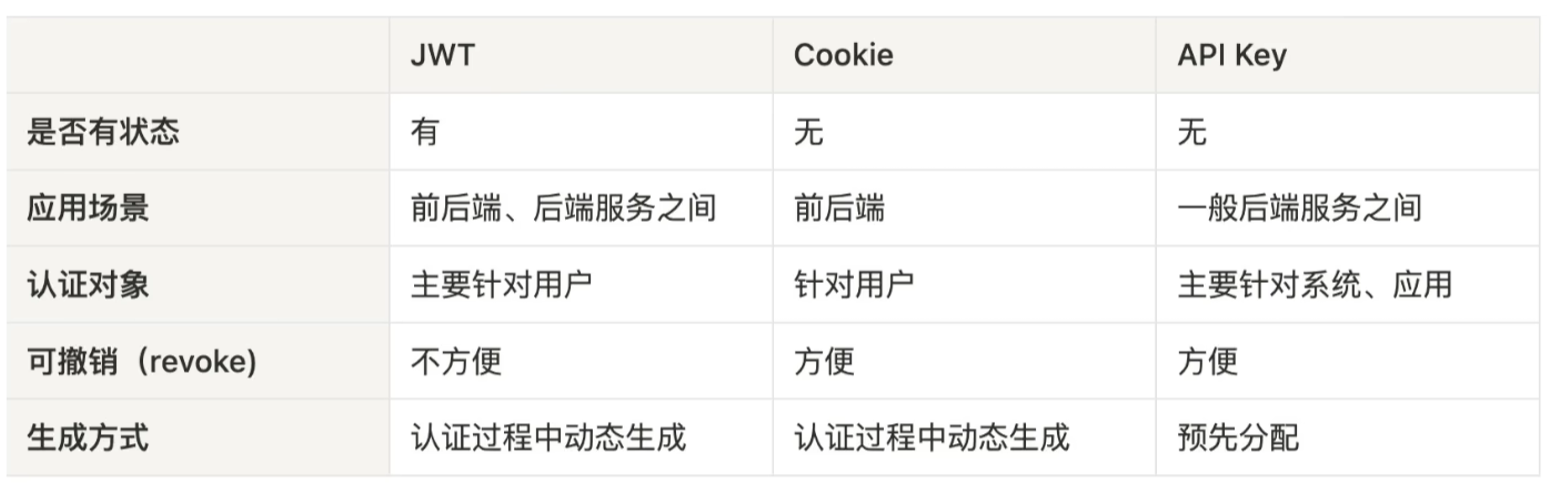 JWT Cookie API Key
是否有状态 有 无 无
应用场景 前后端、后端服务之间 前后端 一般后端服务之间
认证对象 主要针对用户 针对用户 主要针对系统、应用
可撤销（revoke) 不方便 方便 方便
生成方式 认证过程中动态生成 认证过程中动态生成 预先分配